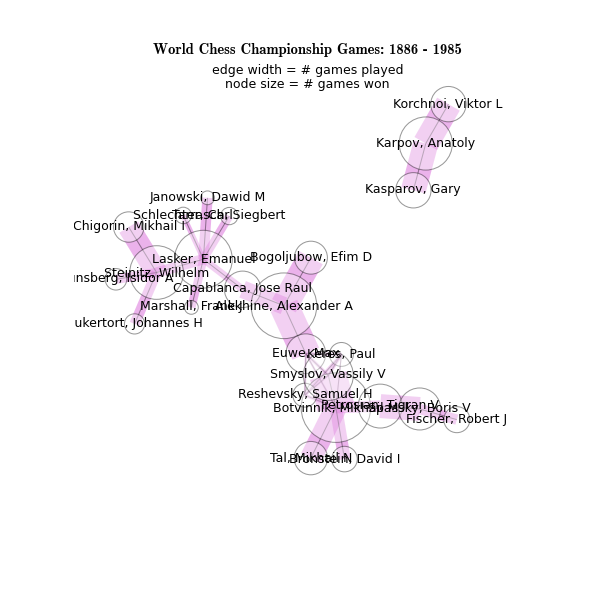 World Chess Championship Games: 1886 - 1985
edge width = # games played
node size = # games won
Korchnoi, Viktor L
Karpov, Anatoly
Kasparov, Gary
Janowski, Dawid M
Schlechter, Carl
Tarrasch, Siegbert
Chigorin, Mikhail I
Bogoljubow, Efim D
Lasker, Emanuel
Steinitz, Wilhelm
nsberg, Isidor A
Capablanca, Jose Raul
Marshall, Frank J
Alekhine, Alexander A
ukertort, Johannes H
Euwe, Max
Keres, Paul
Smyslov, Vassily V
Reshevsky, Samuel H
Petrosian, Tigran V
Botvinnik, Mikhail M
Spassky, Boris V
Fischer, Robert J
Tal, Mikhail N
Bronstein, David I